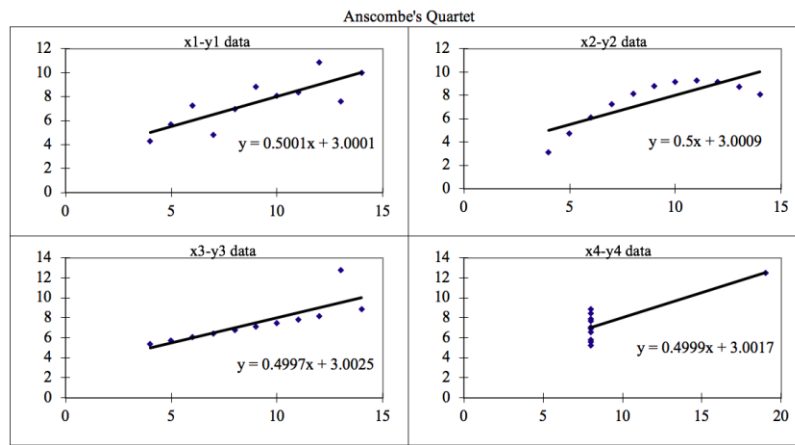 Anscombe's Quartet
x1-y1 data
12
10
8
6
4
2
0
y = 0.5001x + 3.0001
0 5 10 15
x2-y2 data
12
10
8
6
4
2
0
y = 0.5x + 3.0009
0 5 10 15
x3-y3 data
14
12
10
8
6
4
2
0
y = 0.4997x + 3.0025
0 5 10 15
x4-y4 data
14
12
10
8
6
4
2
0
y = 0.4999x + 3.0017
0 5 10 15 20